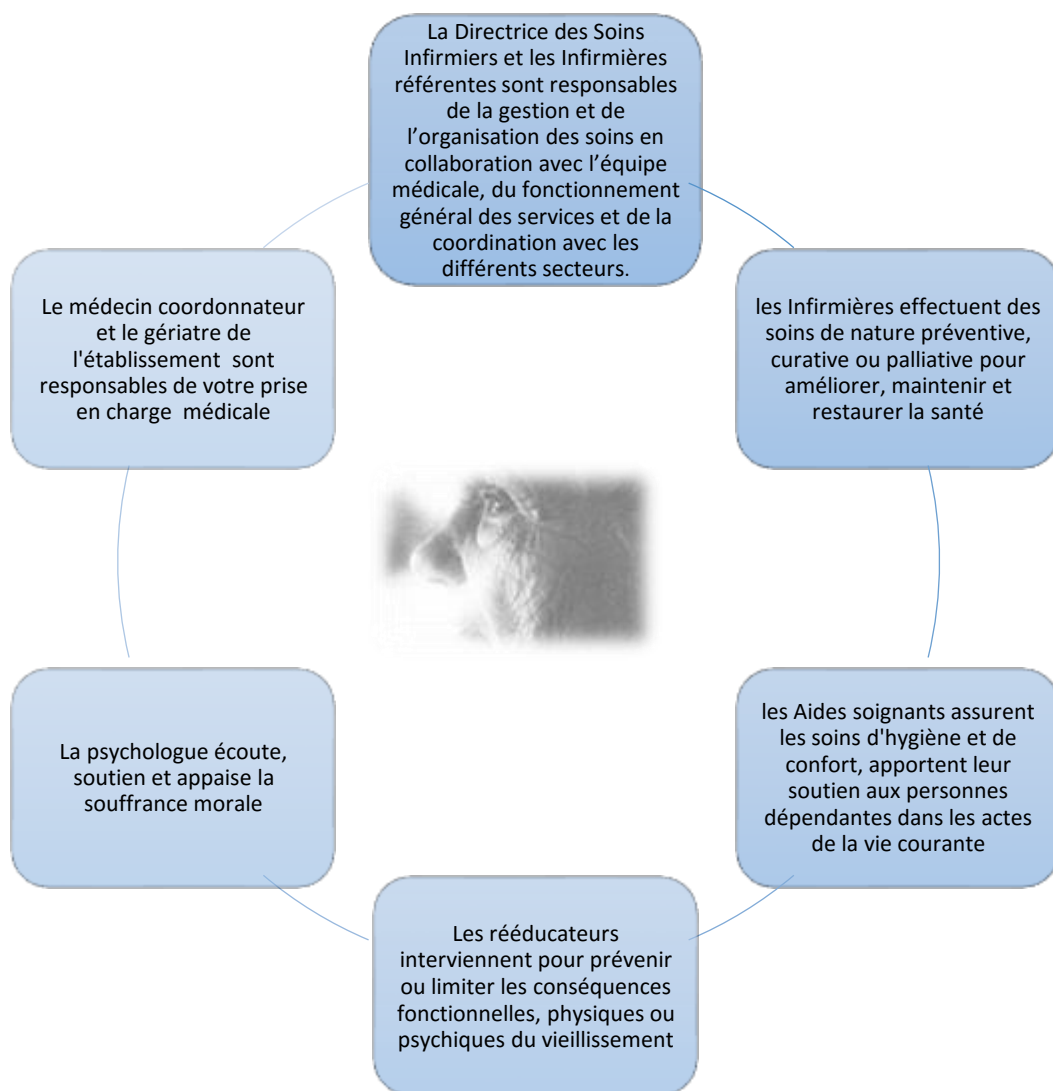 La Directrice des Soins
Infirmiers et les Infirmières
référentes sont responsables
de la gestion et de
l’organisation des soins en
collaboration avec l’équipe
médicale, du fonctionnement
général des services et de la
coordination avec les
différents secteurs.
les Infirmières effectuent des
soins de nature préventive,
curative ou palliative pour
améliorer, maintenir et
restaurer la santé
les Aides soignants assurent
les soins d'hygiène et de
confort, apportent leur
soutien aux personnes
dépendantes dans les actes
de la vie courante
Les rééducateurs
interviennent pour prévenir
ou limiter les conséquences
fonctionnelles, physiques ou
psychiques du vieillissement
La psychologue écoute,
soutien et appaise la
souffrance morale
Le médecin coordonnateur
et le gériatre de
l'établissement  sont
responsables de votre prise
en charge  médicale